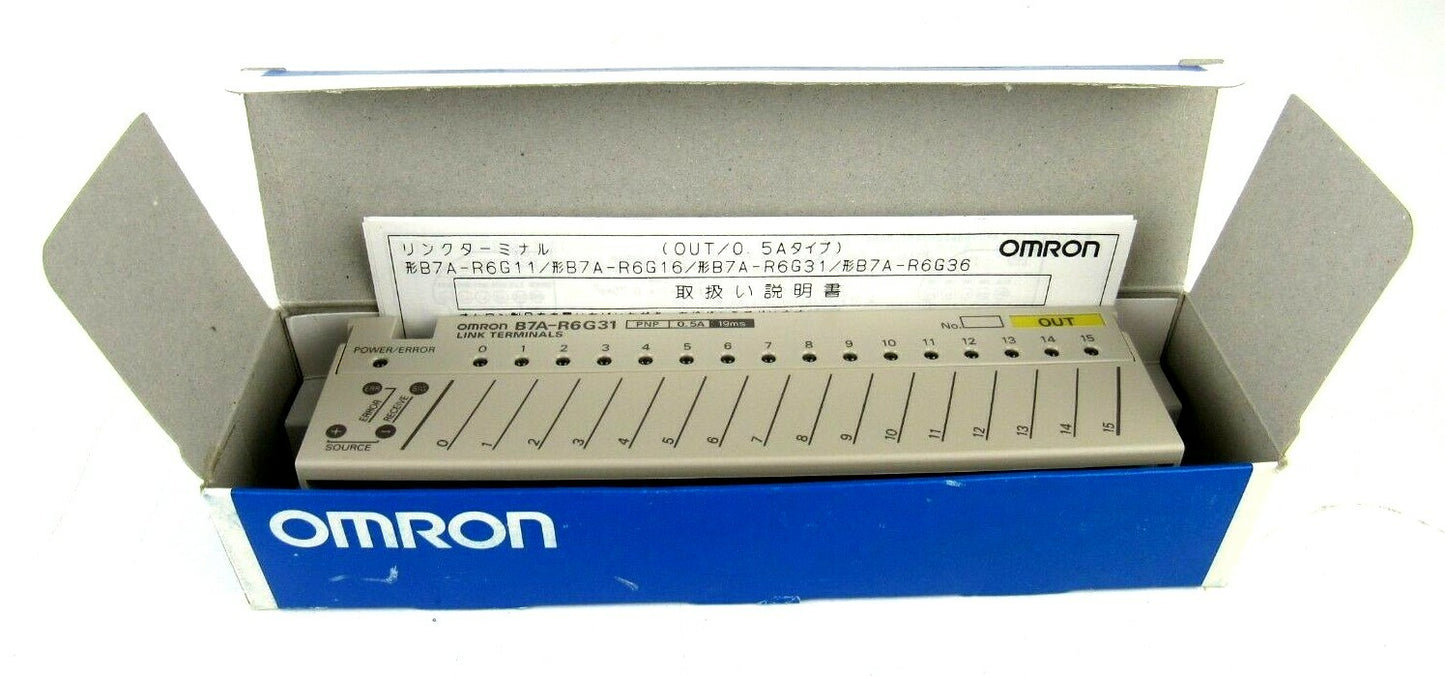 リンクターミナル (OUT/0.5Aタイプ) OMRON
形B7A-R6G11/形B7A-R6G16/形B7A-R6G31/形B7A-R6G36
取扱い説明書
OMRON B7A-R6G31 PNP 0.5A 19ms No. OUT
LINK TERMINALS
POWER/ERROR 0 1 2 3 4 5 6 7 8 9 10 11 12 13 14 15
ERROR RECEIVE
+ −
SOURCE
0 1 2 3 4 5 6 7 8 9 10 11 12 13 14 15
OMRON